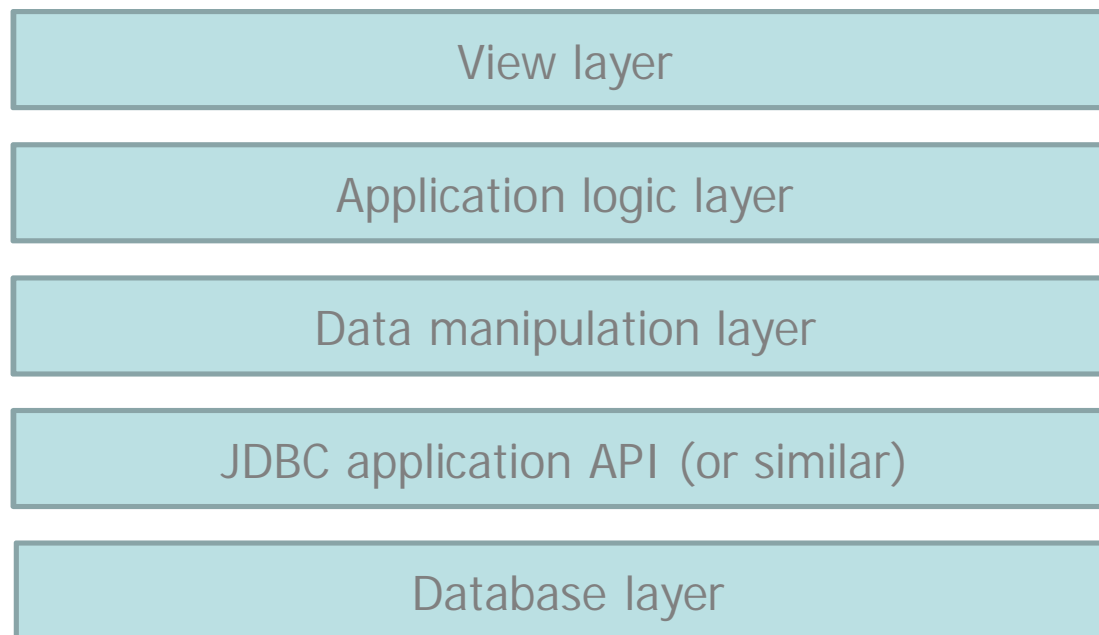 View layer
Application logic layer
Data manipulation layer
JDBC application API (or similar)
Database layer